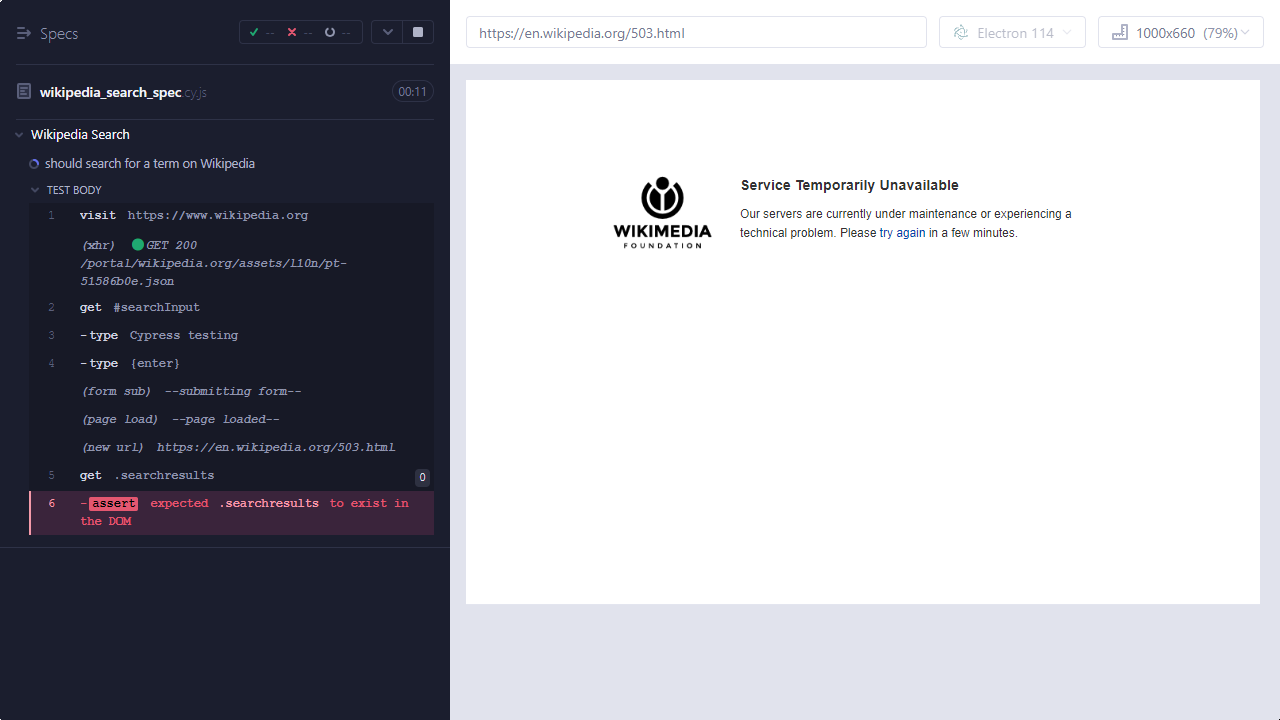 Specs
-- -- --
wikipedia_search_spec.cy.js 00:11
Wikipedia Search
should search for a term on Wikipedia
TEST BODY
1 visit https://www.wikipedia.org
(xhr) GET 200
/portal/wikipedia.org/assets/l10n/pt-
51586b0e.json
2 get #searchInput
3 -type Cypress testing
4 -type {enter}
(form sub) --submitting form--
(page load) --page loaded--
(new url) https://en.wikipedia.org/503.html
5 get .searchresults 0
6 -assert expected .searchresults to exist in
the DOM
https://en.wikipedia.org/503.html
Electron 114
1000x660 (79%)
WIKIMEDIA
FOUNDATION
Service Temporarily Unavailable
Our servers are currently under maintenance or experiencing a
technical problem. Please try again in a few minutes.